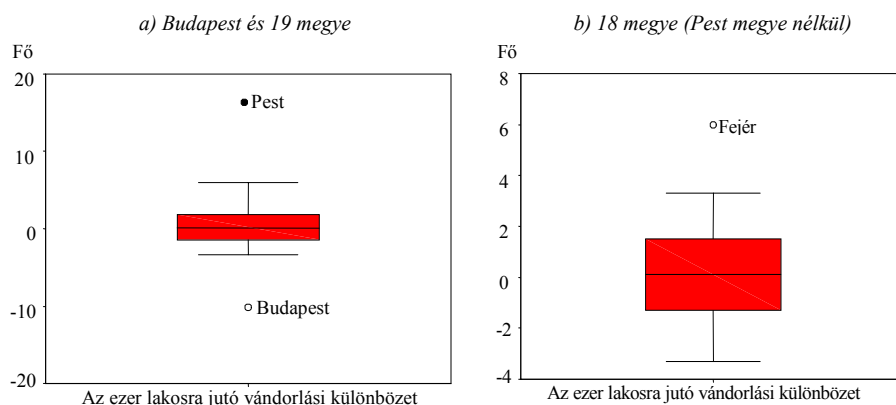 a) Budapest és 19 megye
Fő
20
10
0
-10
-20
Pest
Budapest
Az ezer lakosra jutó vándorlási különbözet
b) 18 megye (Pest megye nélkül)
Fő
8
6
4
2
0
-2
-4
Fejér
Az ezer lakosra jutó vándorlási különbözet